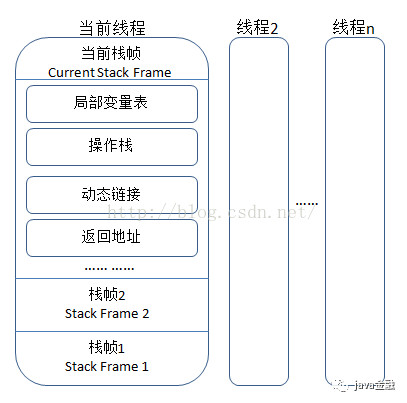 当前线程
线程2
线程n
当前栈帧
Current Stack Frame
局部变量表
操作栈
动态链接
http://blog.csdn.net/
返回地址
…… ……
……
栈帧2
Stack Frame 2
栈帧1
Stack Frame 1
java金融